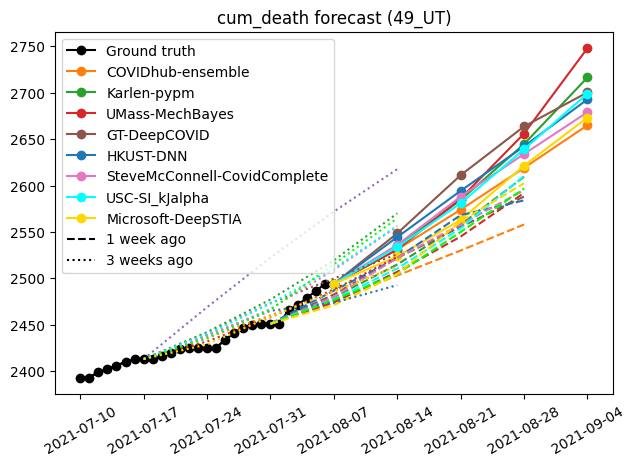 cum_death forecast (49_UT)
2750
2700
2650
2600
2550
2500
2450
2400
Ground truth
COVIDhub-ensemble
Karlen-pypm
UMass-MechBayes
GT-DeepCOVID
HKUST-DNN
SteveMcConnell-CovidComplete
USC-SI_kJalpha
Microsoft-DeepSTIA
1 week ago
3 weeks ago
2021-07-10
2021-07-17
2021-07-24
2021-07-31
2021-08-07
2021-08-14
2021-08-21
2021-08-28
2021-09-04